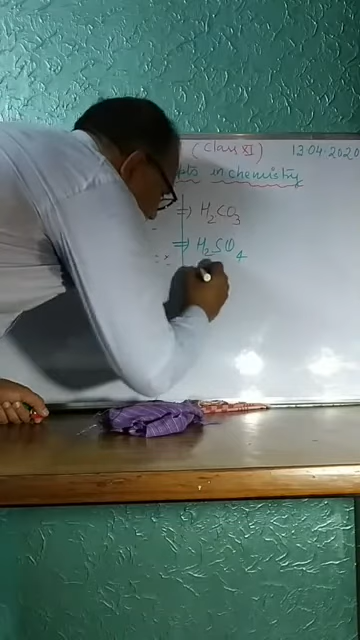 (Class XI) 13.04.2020
in chemistry
⇒ H₂CO₃
⇒ H₂SO₄